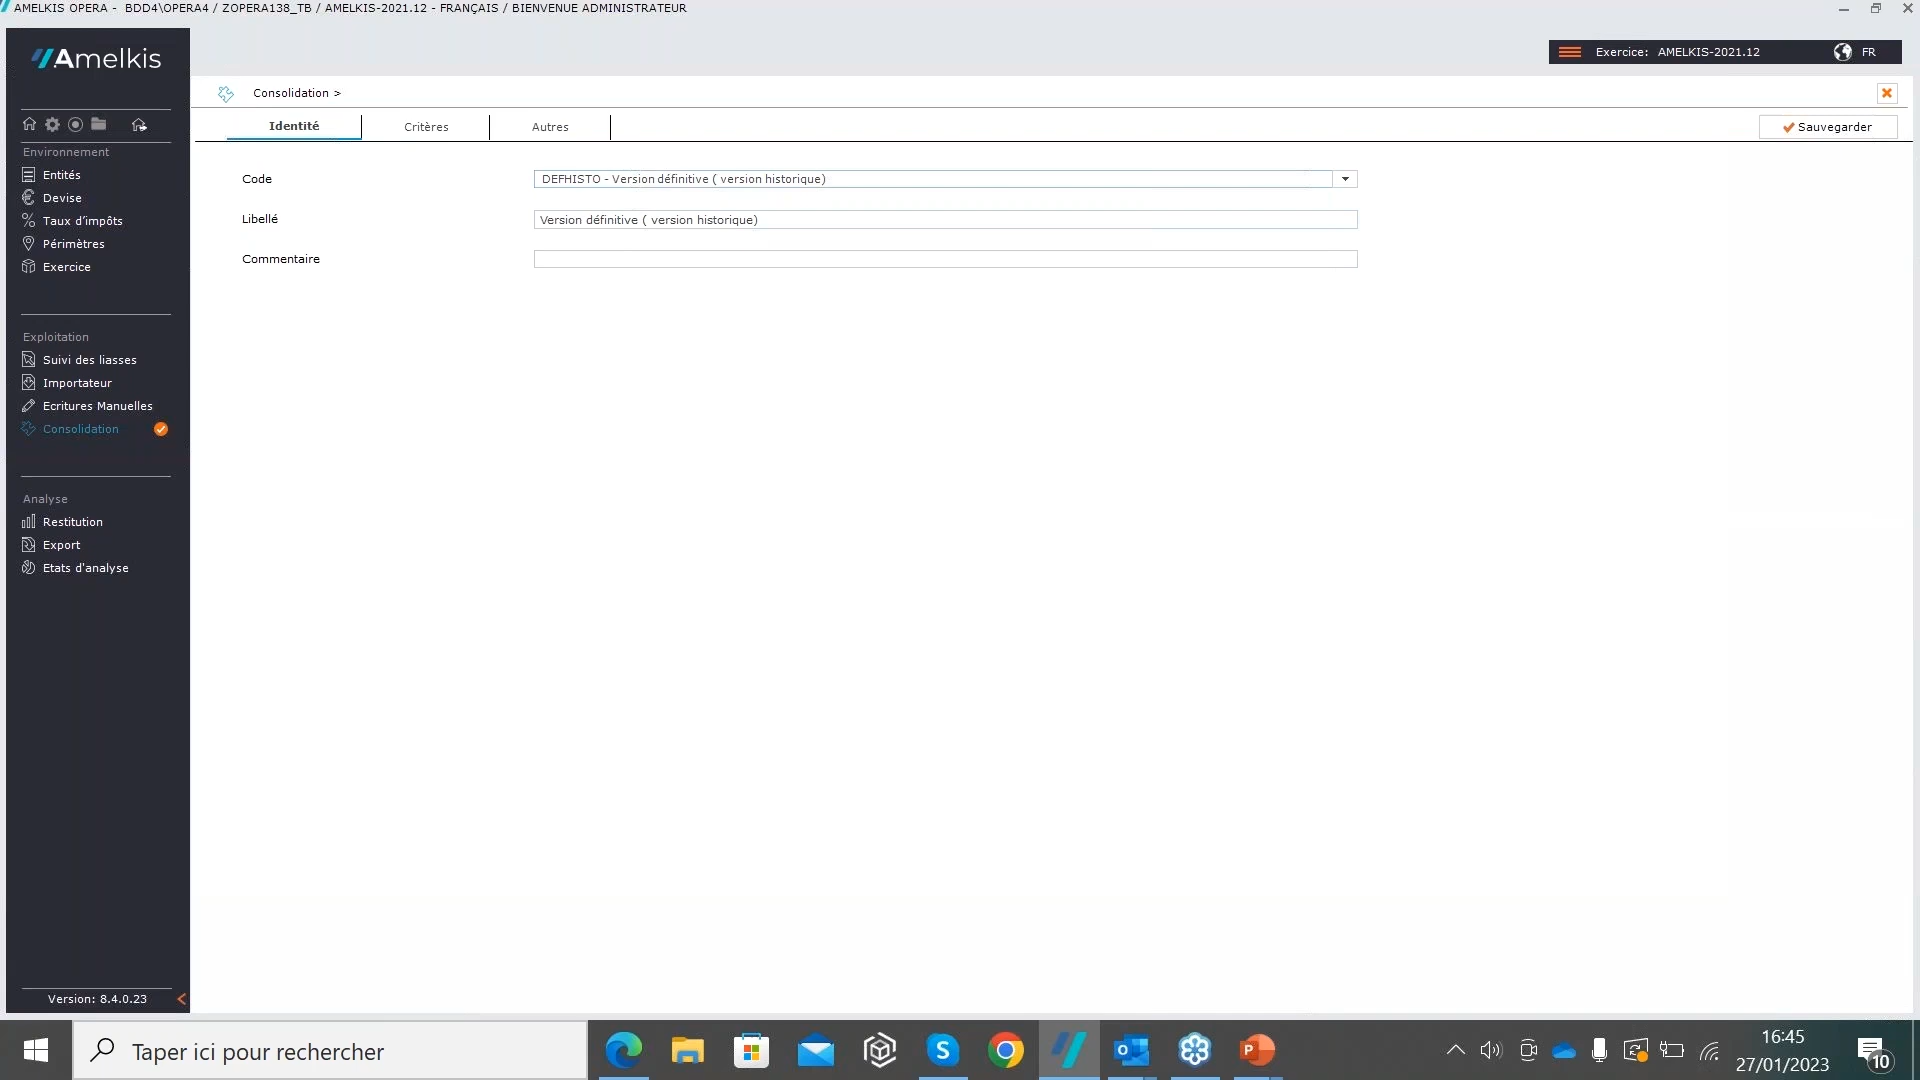 AMELKIS OPERA - BDD4\OPERA4 / ZOPERA138_TB / AMELKIS-2021.12 - FRANÇAIS / BIENVENUE ADMINISTRATEUR
Amelkis
Exercice: AMELKIS-2021.12 FR
Consolidation >
Identité Critères Autres Sauvegarder
Environnement
Entités
Devise
Taux d'impôts
Périmètres
Exercice
Exploitation
Suivi des liasses
Importateur
Ecritures Manuelles
Consolidation
Analyse
Restitution
Export
Etats d'analyse
Version: 8.4.0.23
Code DEFHISTO - Version définitive ( version historique)
Libellé Version définitive ( version historique)
Commentaire
Taper ici pour rechercher
16:45
27/01/2023
10